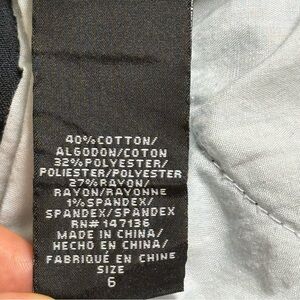 40% COTTON/
ALGODON/COTON
32% POLYESTER/
POLIESTER/POLYESTER
27% RAYON/
RAYON/RAYONNE
1% SPANDEX/
SPANDEX/SPANDEX
RN# 147136
MADE IN CHINA/
HECHO EN CHINA/
FABRIQUÉ EN CHINE
SIZE
6